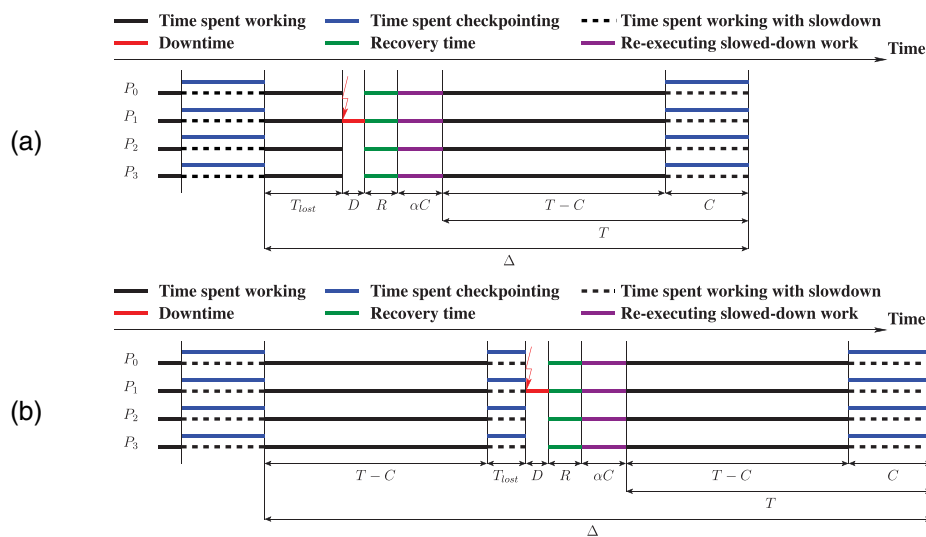 Time spent working Time spent checkpointing Time spent working with slowdown
Downtime Recovery time Re-executing slowed-down work
Time
P0
P1
P2
P3
(a)
Tlost D R αC T − C C
T
Δ
Time spent working Time spent checkpointing Time spent working with slowdown
Downtime Recovery time Re-executing slowed-down work
Time
P0
P1
P2
P3
(b)
T − C Tlost D R αC T − C C
T
Δ